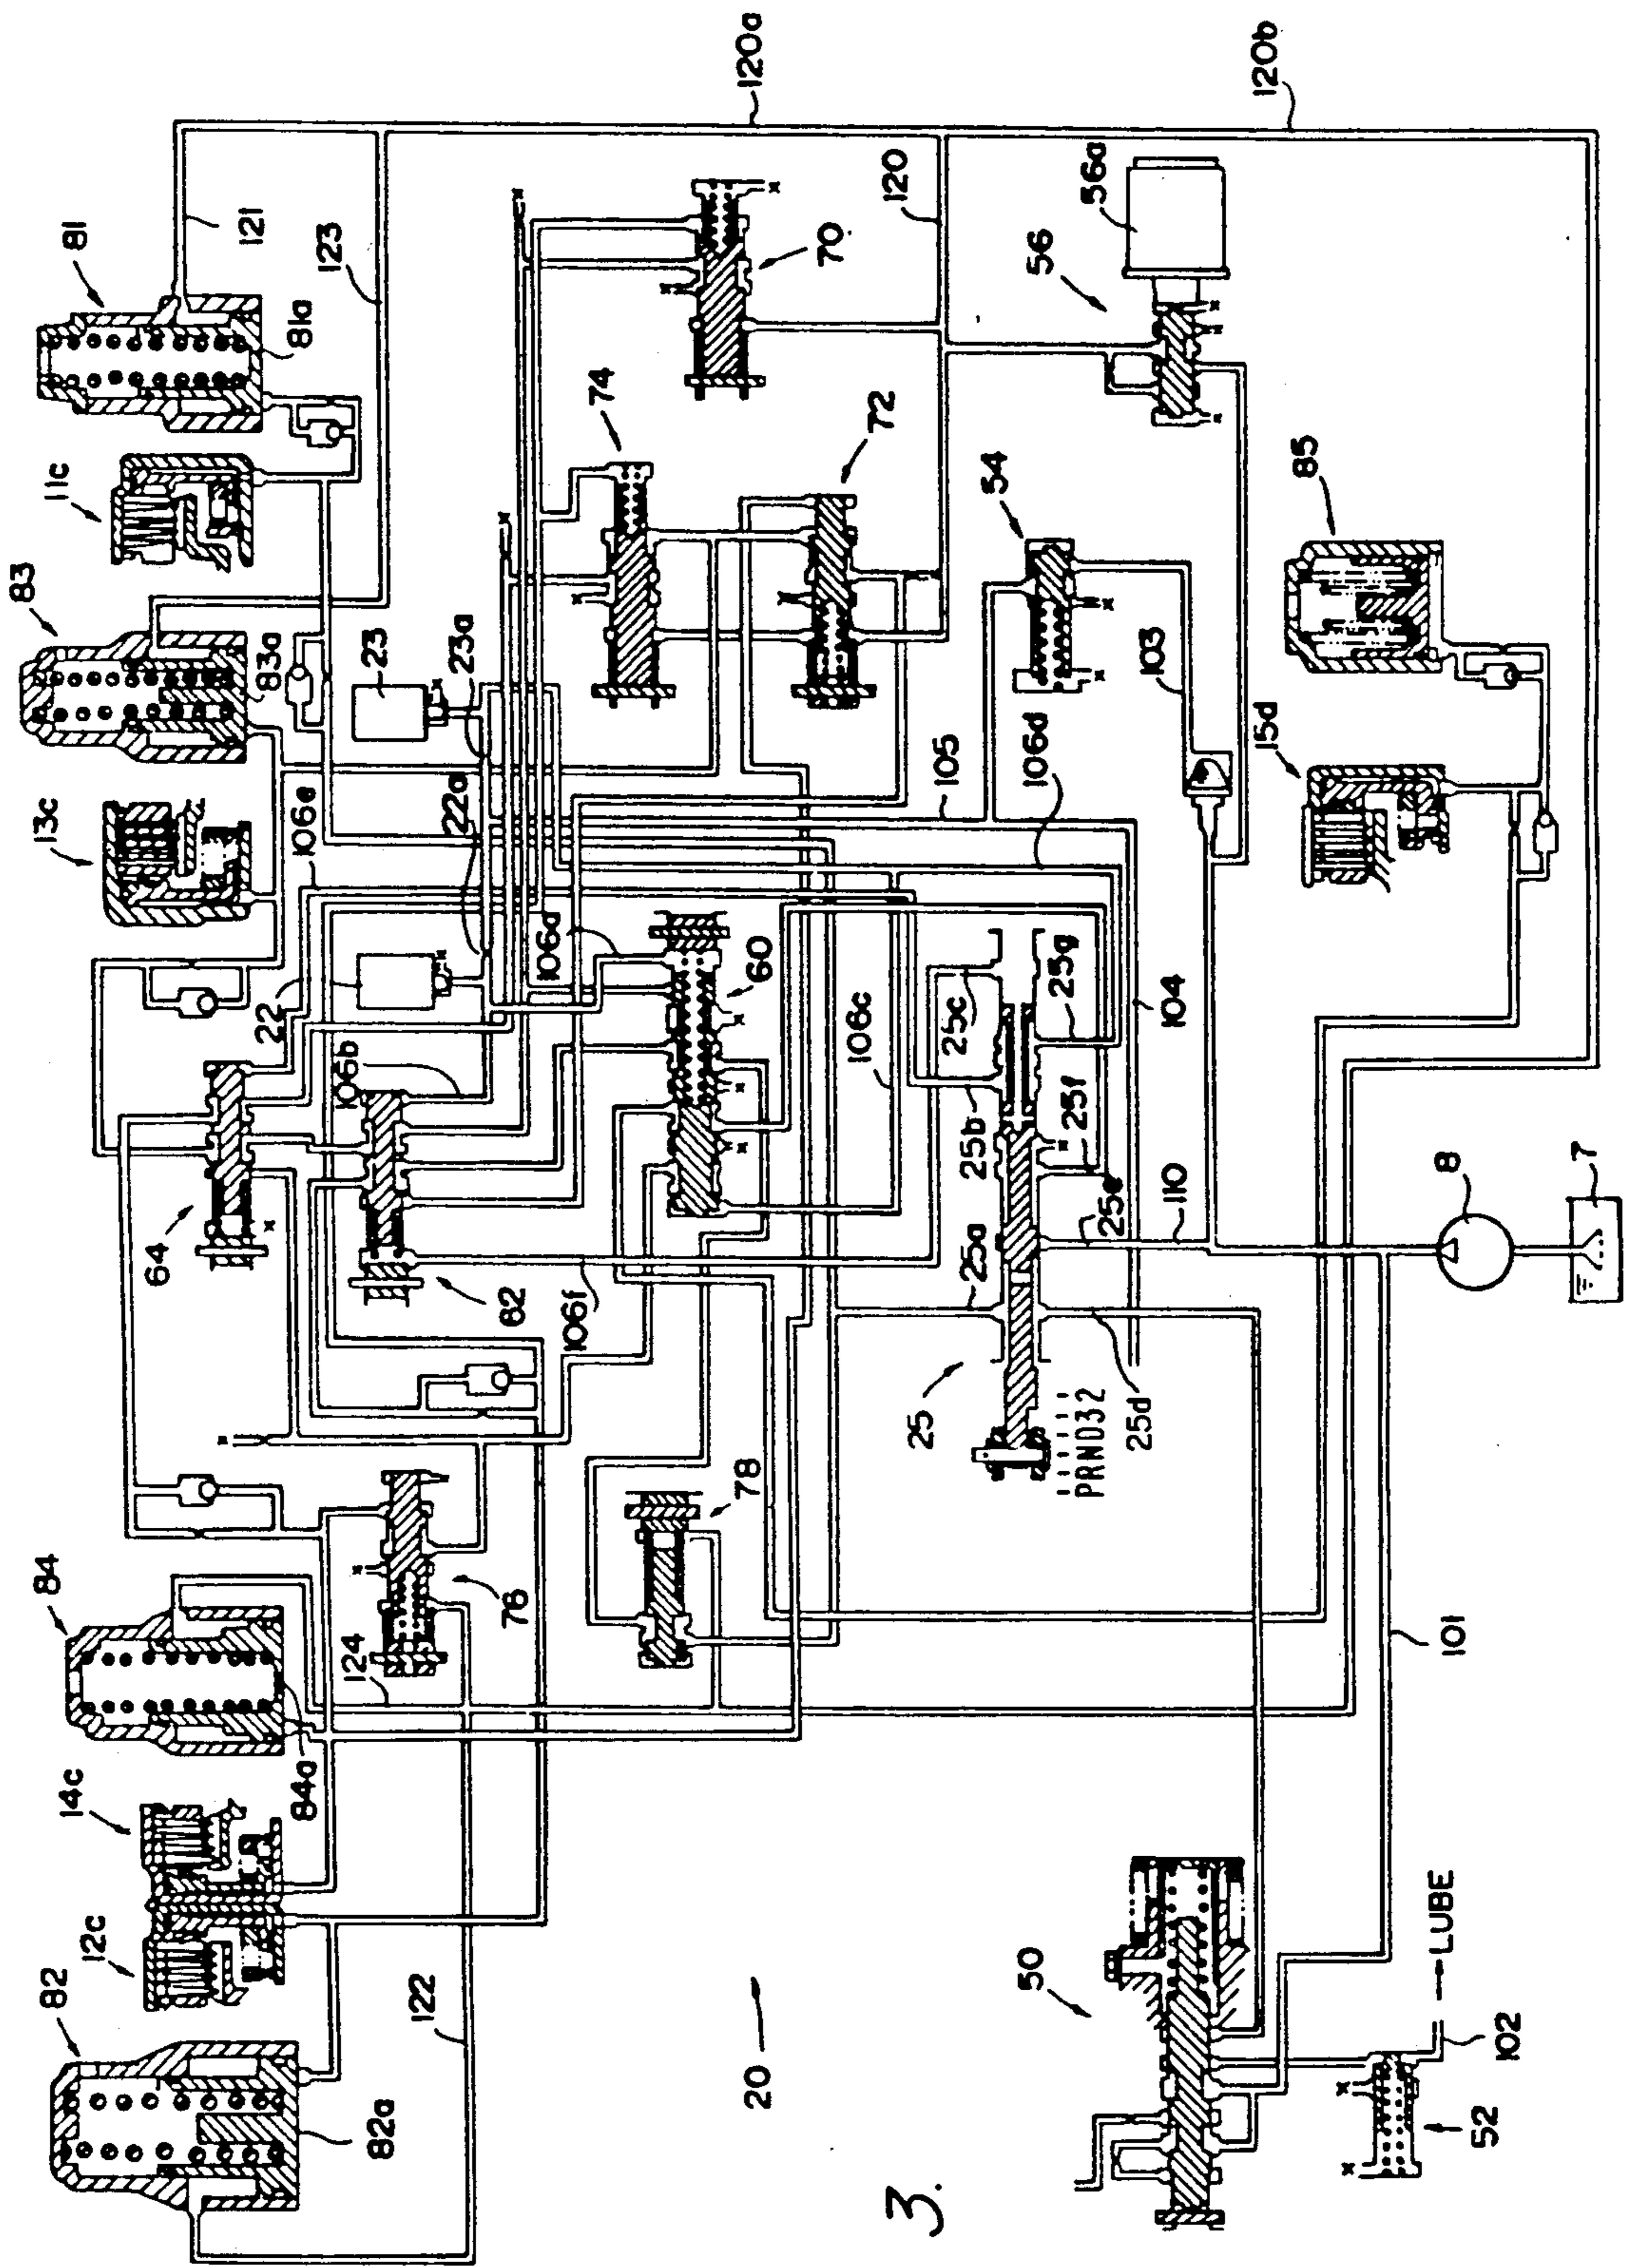 82
12c
14c
84
64
13c
83
11c
81
121
82a
84a
124
22
106e
83a
81a
123
122
106b
23
76
62
22a
23a
106f
106a
78
60
74
70
120a
20
106c
72
120
3.
25
25a
25b
25c
105
106d
54
56
56a
50
PRND32
25d
25e
25f
25g
104
103
110
120b
15d
85
52
102
LUBE
101
8
7